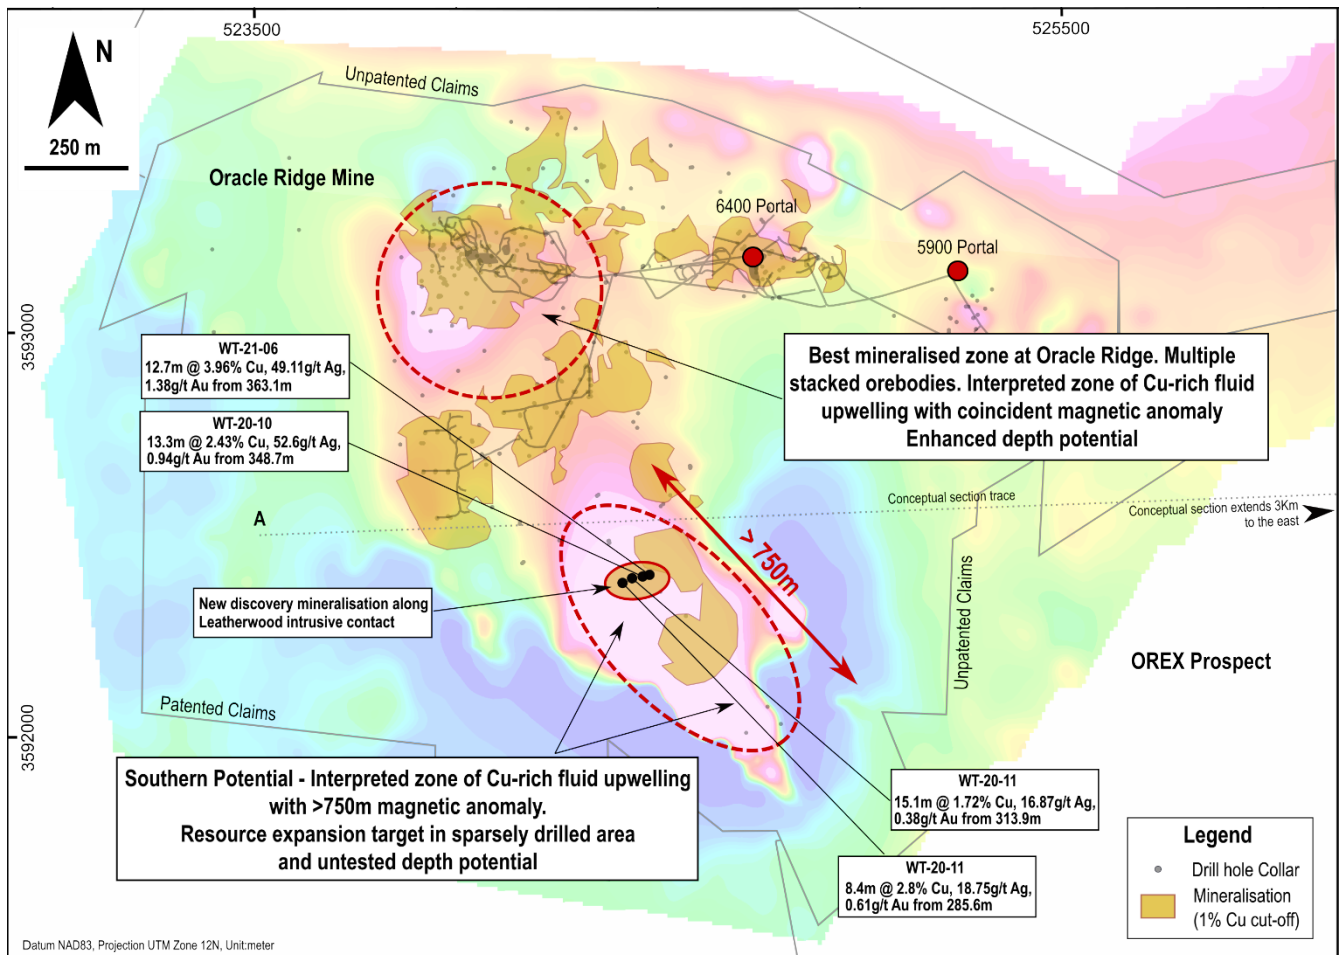 523500
525500
N
250 m
Unpatented Claims
Oracle Ridge Mine
6400 Portal
5900 Portal
3593000
WT-21-06
12.7m @ 3.96% Cu, 49.11g/t Ag,
1.38g/t Au from 363.1m
WT-20-10
13.3m @ 2.43% Cu, 52.6g/t Ag,
0.94g/t Au from 348.7m
Best mineralised zone at Oracle Ridge. Multiple
stacked orebodies. Interpreted zone of Cu-rich fluid
upwelling with coincident magnetic anomaly
Enhanced depth potential
A
Conceptual section trace
Conceptual section extends 3Km
to the east
> 750m
New discovery mineralisation along
Leatherwood intrusive contact
Unpatented Claims
OREX Prospect
Patented Claims
3592000
Southern Potential - Interpreted zone of Cu-rich fluid upwelling
with >750m magnetic anomaly.
Resource expansion target in sparsely drilled area
and untested depth potential
WT-20-11
15.1m @ 1.72% Cu, 16.87g/t Ag,
0.38g/t Au from 313.9m
WT-20-11
8.4m @ 2.8% Cu, 18.75g/t Ag,
0.61g/t Au from 285.6m
Legend
Drill hole Collar
Mineralisation
(1% Cu cut-off)
Datum NAD83, Projection UTM Zone 12N, Unit:meter